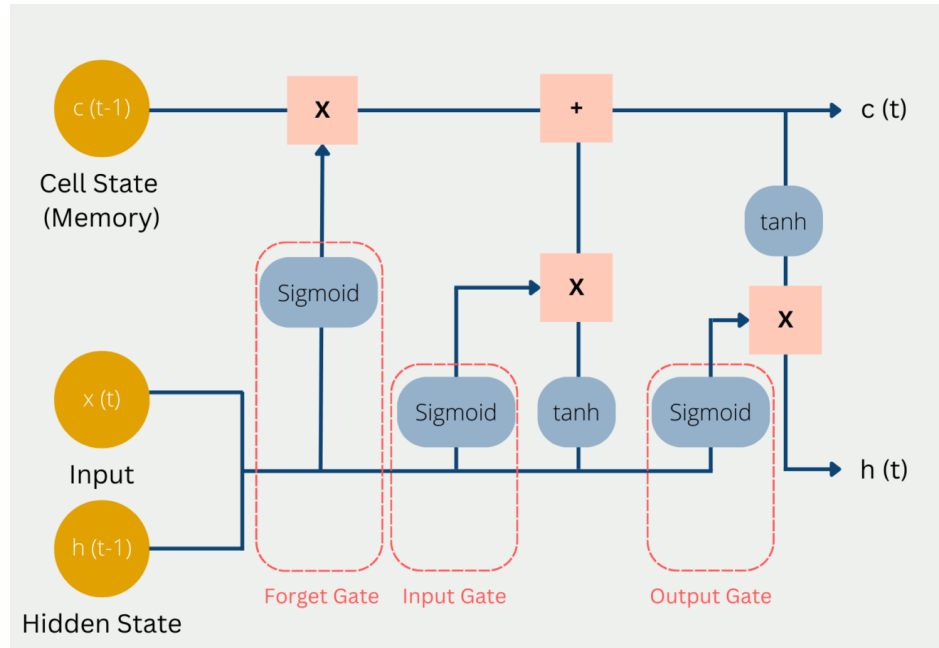 c (t-1)
X
+
c (t)
Cell State
(Memory)
tanh
Sigmoid
X
X
x (t)
Sigmoid
tanh
Sigmoid
Input
h (t)
h (t-1)
Forget Gate
Input Gate
Output Gate
Hidden State